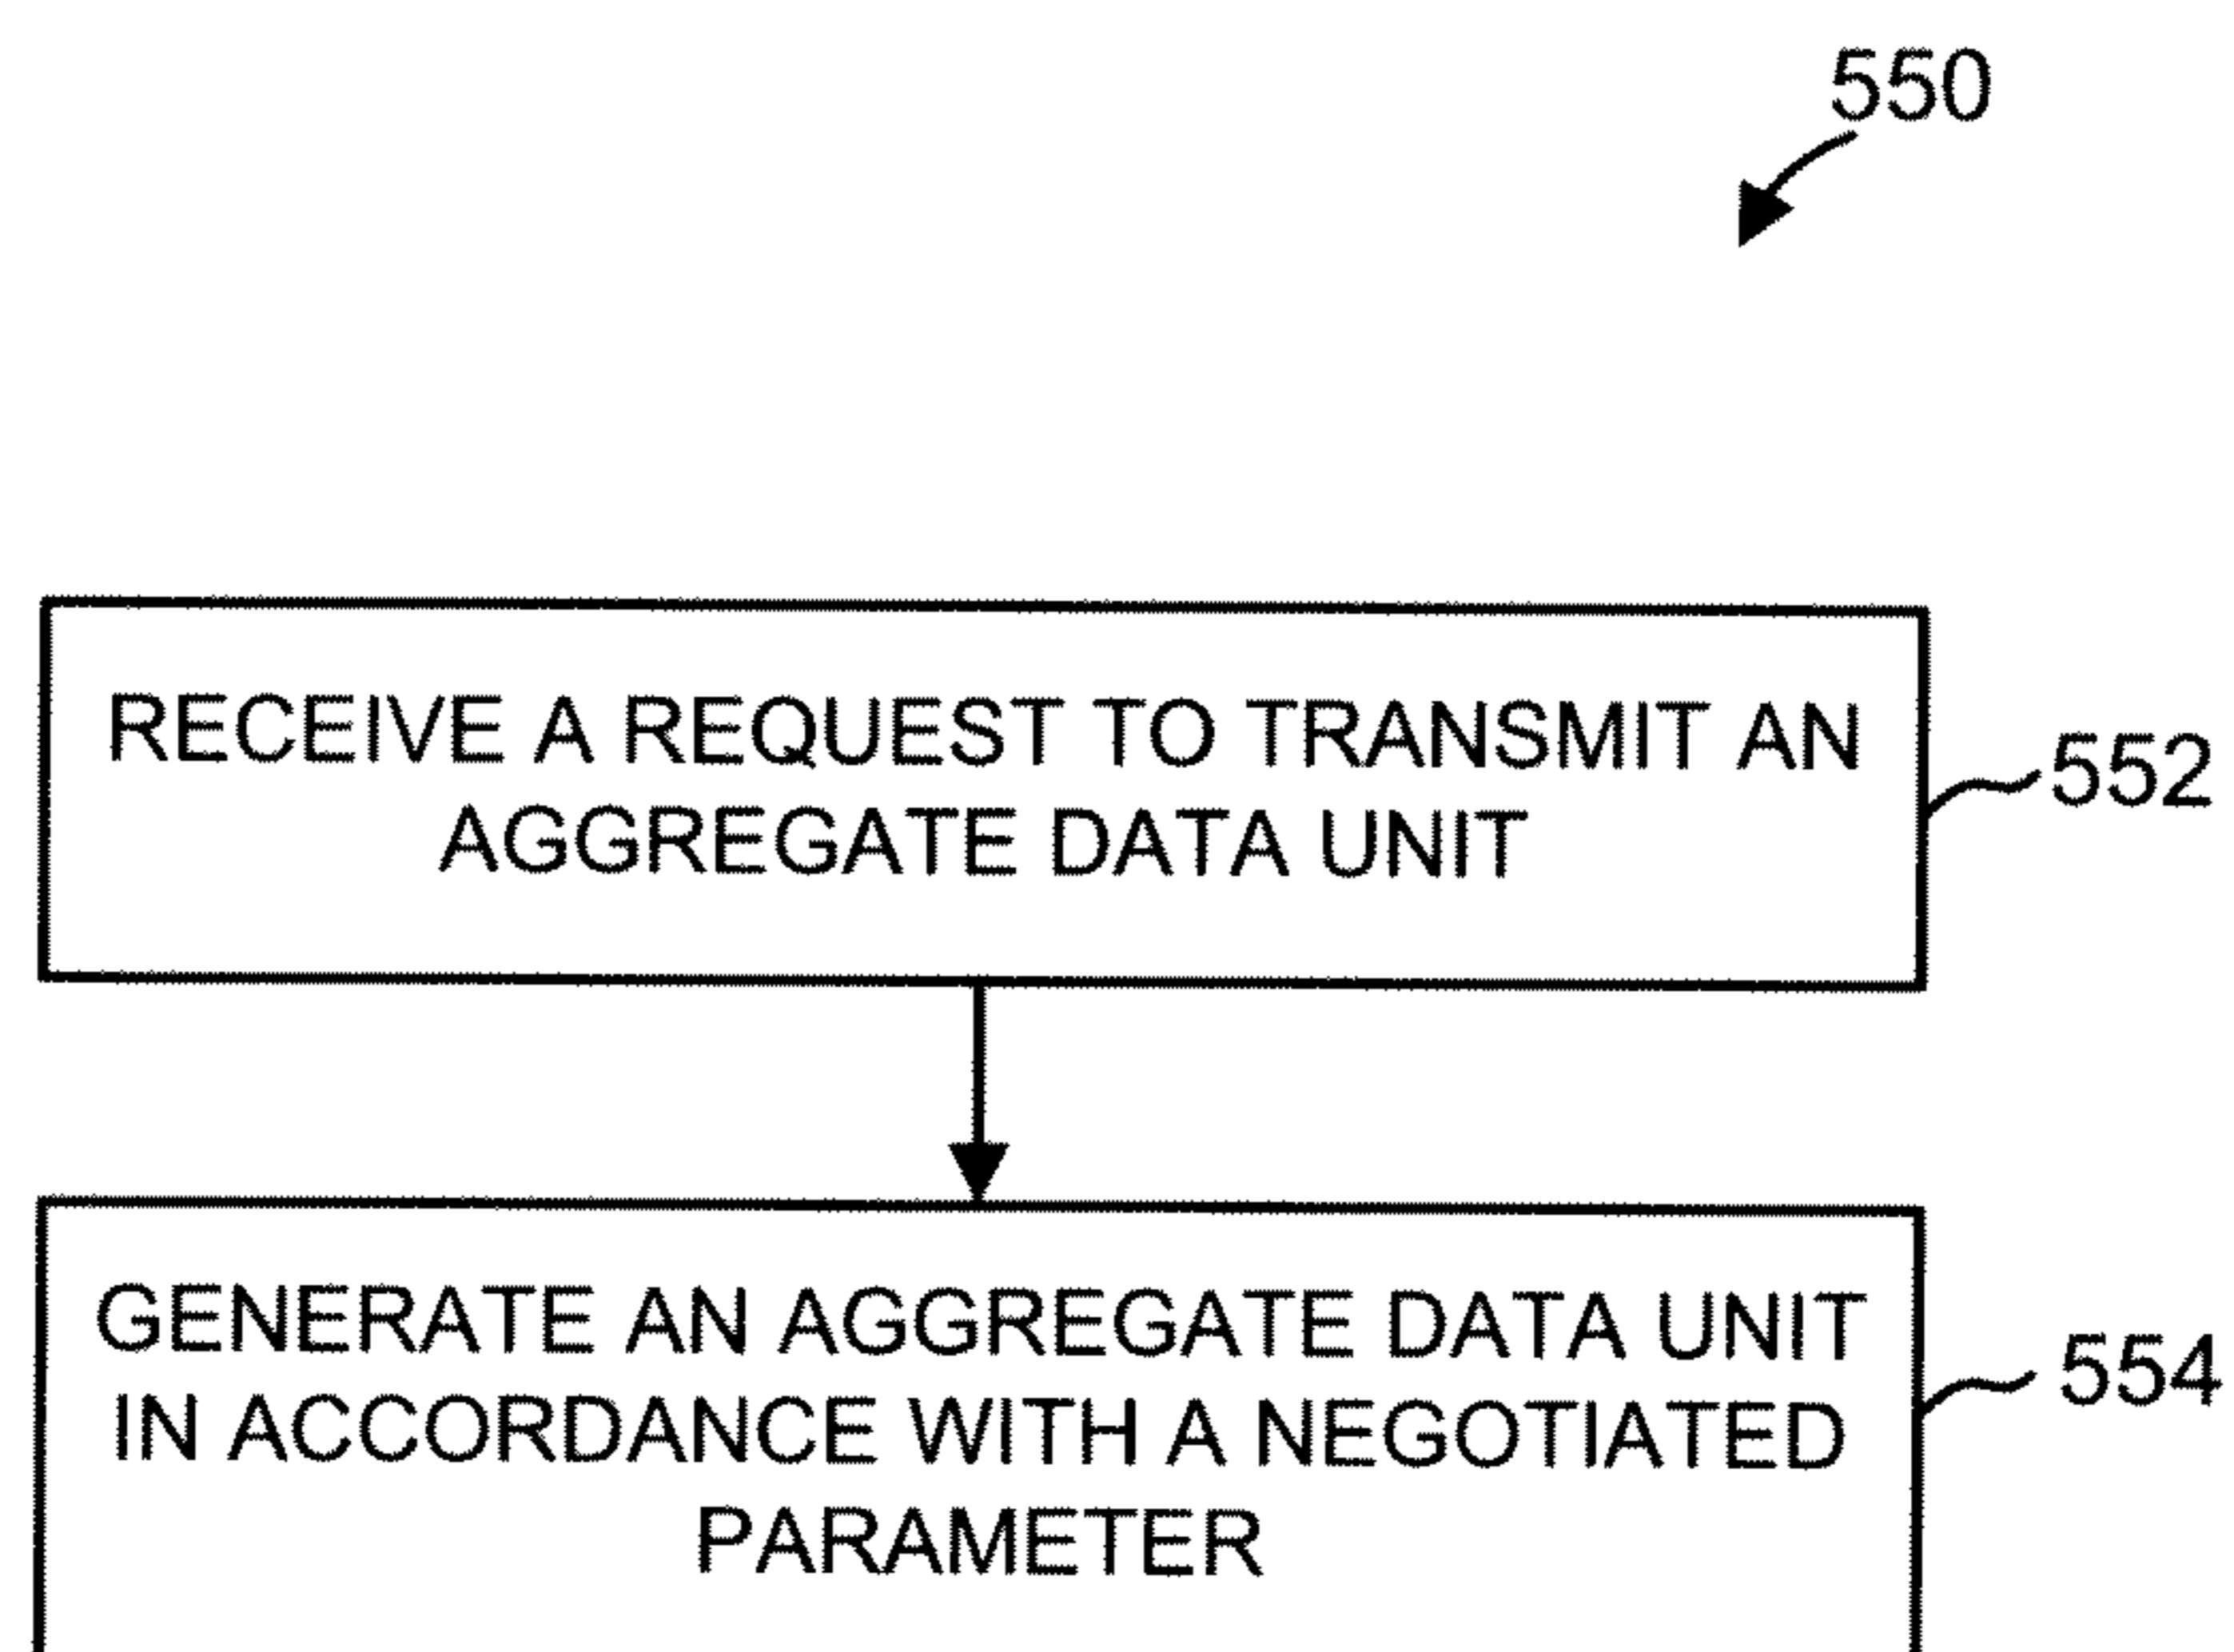 550
RECEIVE A REQUEST TO TRANSMIT AN
AGGREGATE DATA UNIT
552
GENERATE AN AGGREGATE DATA UNIT
IN ACCORDANCE WITH A NEGOTIATED
PARAMETER
554